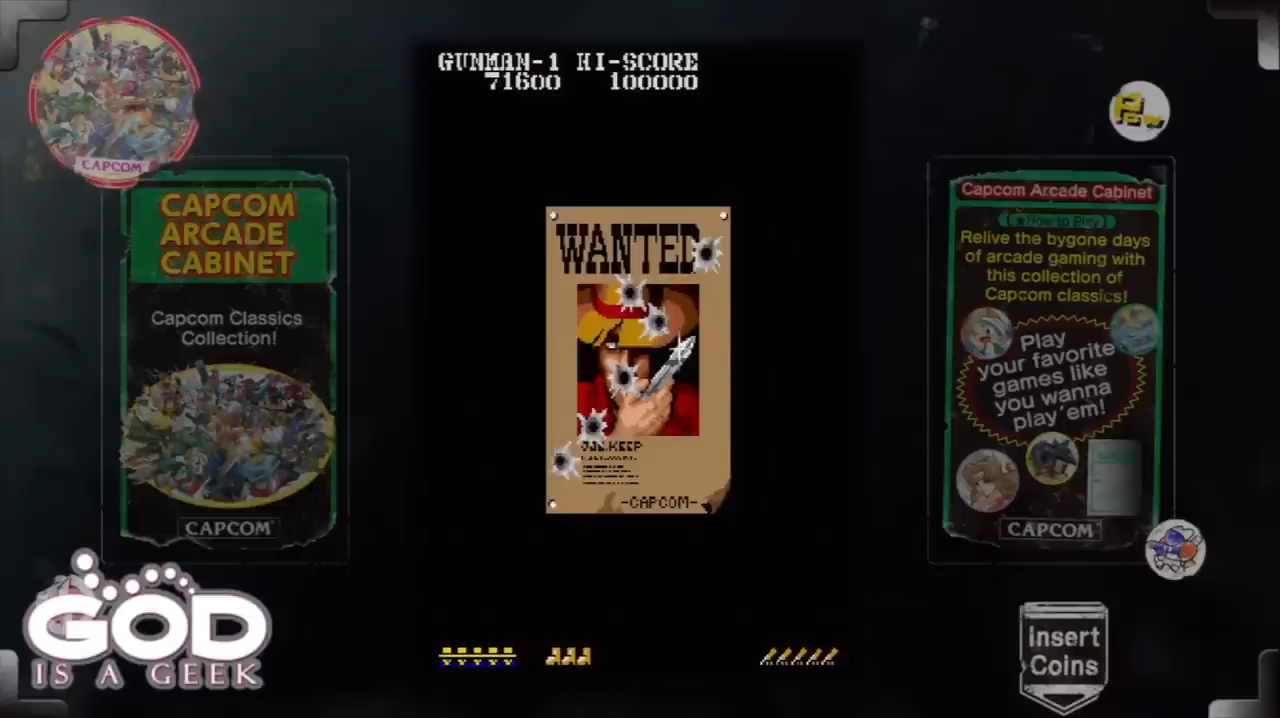 GUNMAN-1 HI-SCORE
71600 100000
CAPCOM
CAPCOM
ARCADE
CABINET
Capcom Classics
Collection!
CAPCOM
WANTED
-CAPCOM-
Capcom Arcade Cabinet
How to Play
Relive the bygone days
of arcade gaming with
this collection of
Capcom classics!
Play
your favorite
games like
you wanna
play'em!
CAPCOM
GOD
IS A GEEK
Insert
Coins